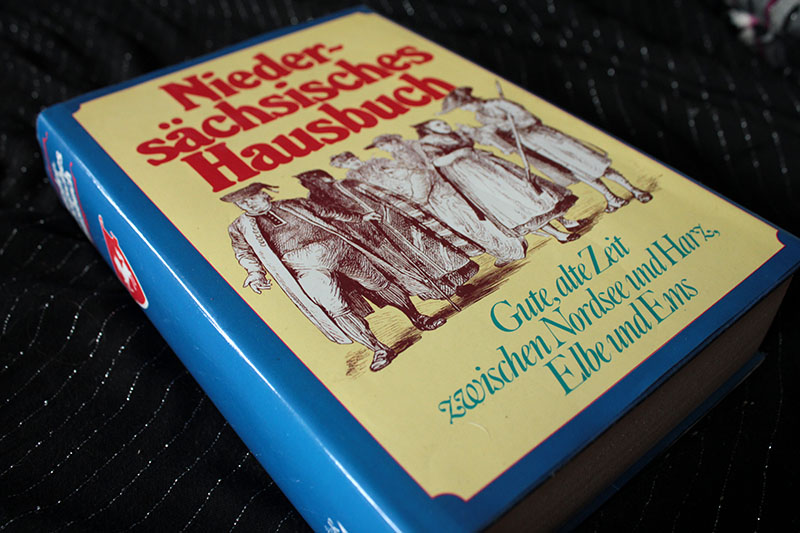 Nieder-
sächsisches
Hausbuch
Gute, alte Zeit
zwischen Nordsee und Harz,
Elbe und Ems